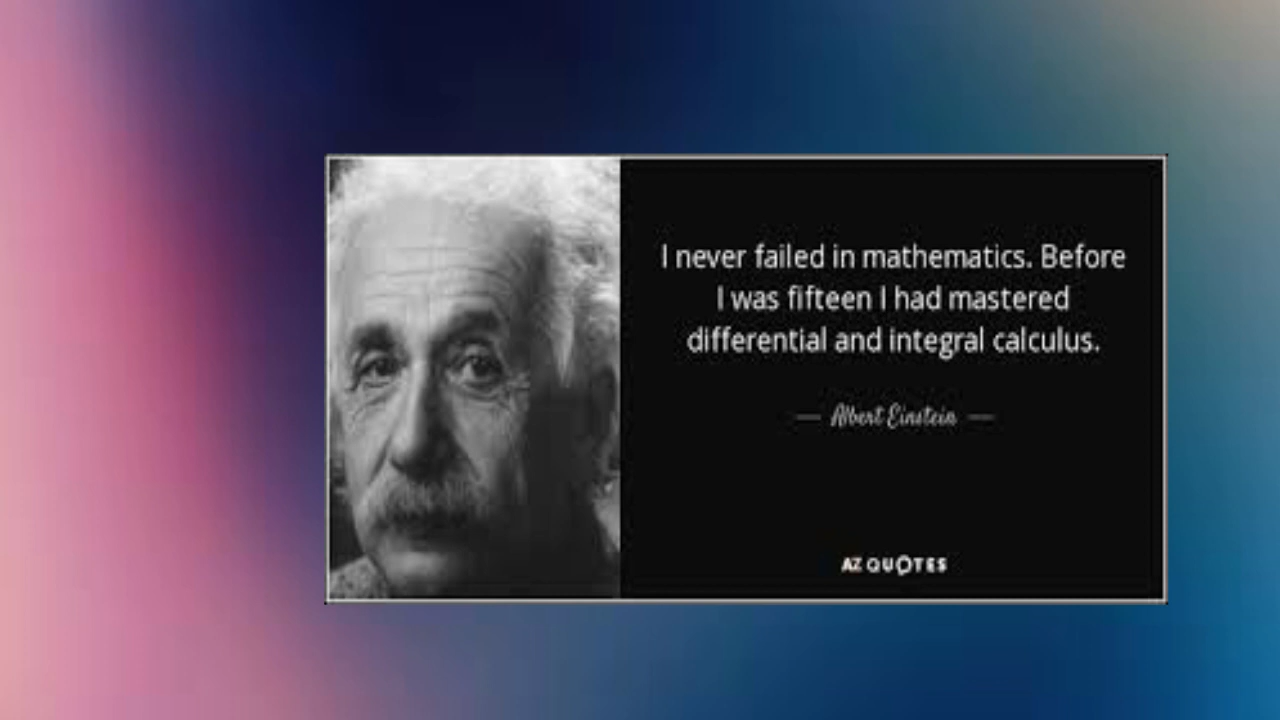 I never failed in mathematics. Before
I was fifteen I had mastered
differential and integral calculus.
— Albert Einstein —
AZ QUOTES